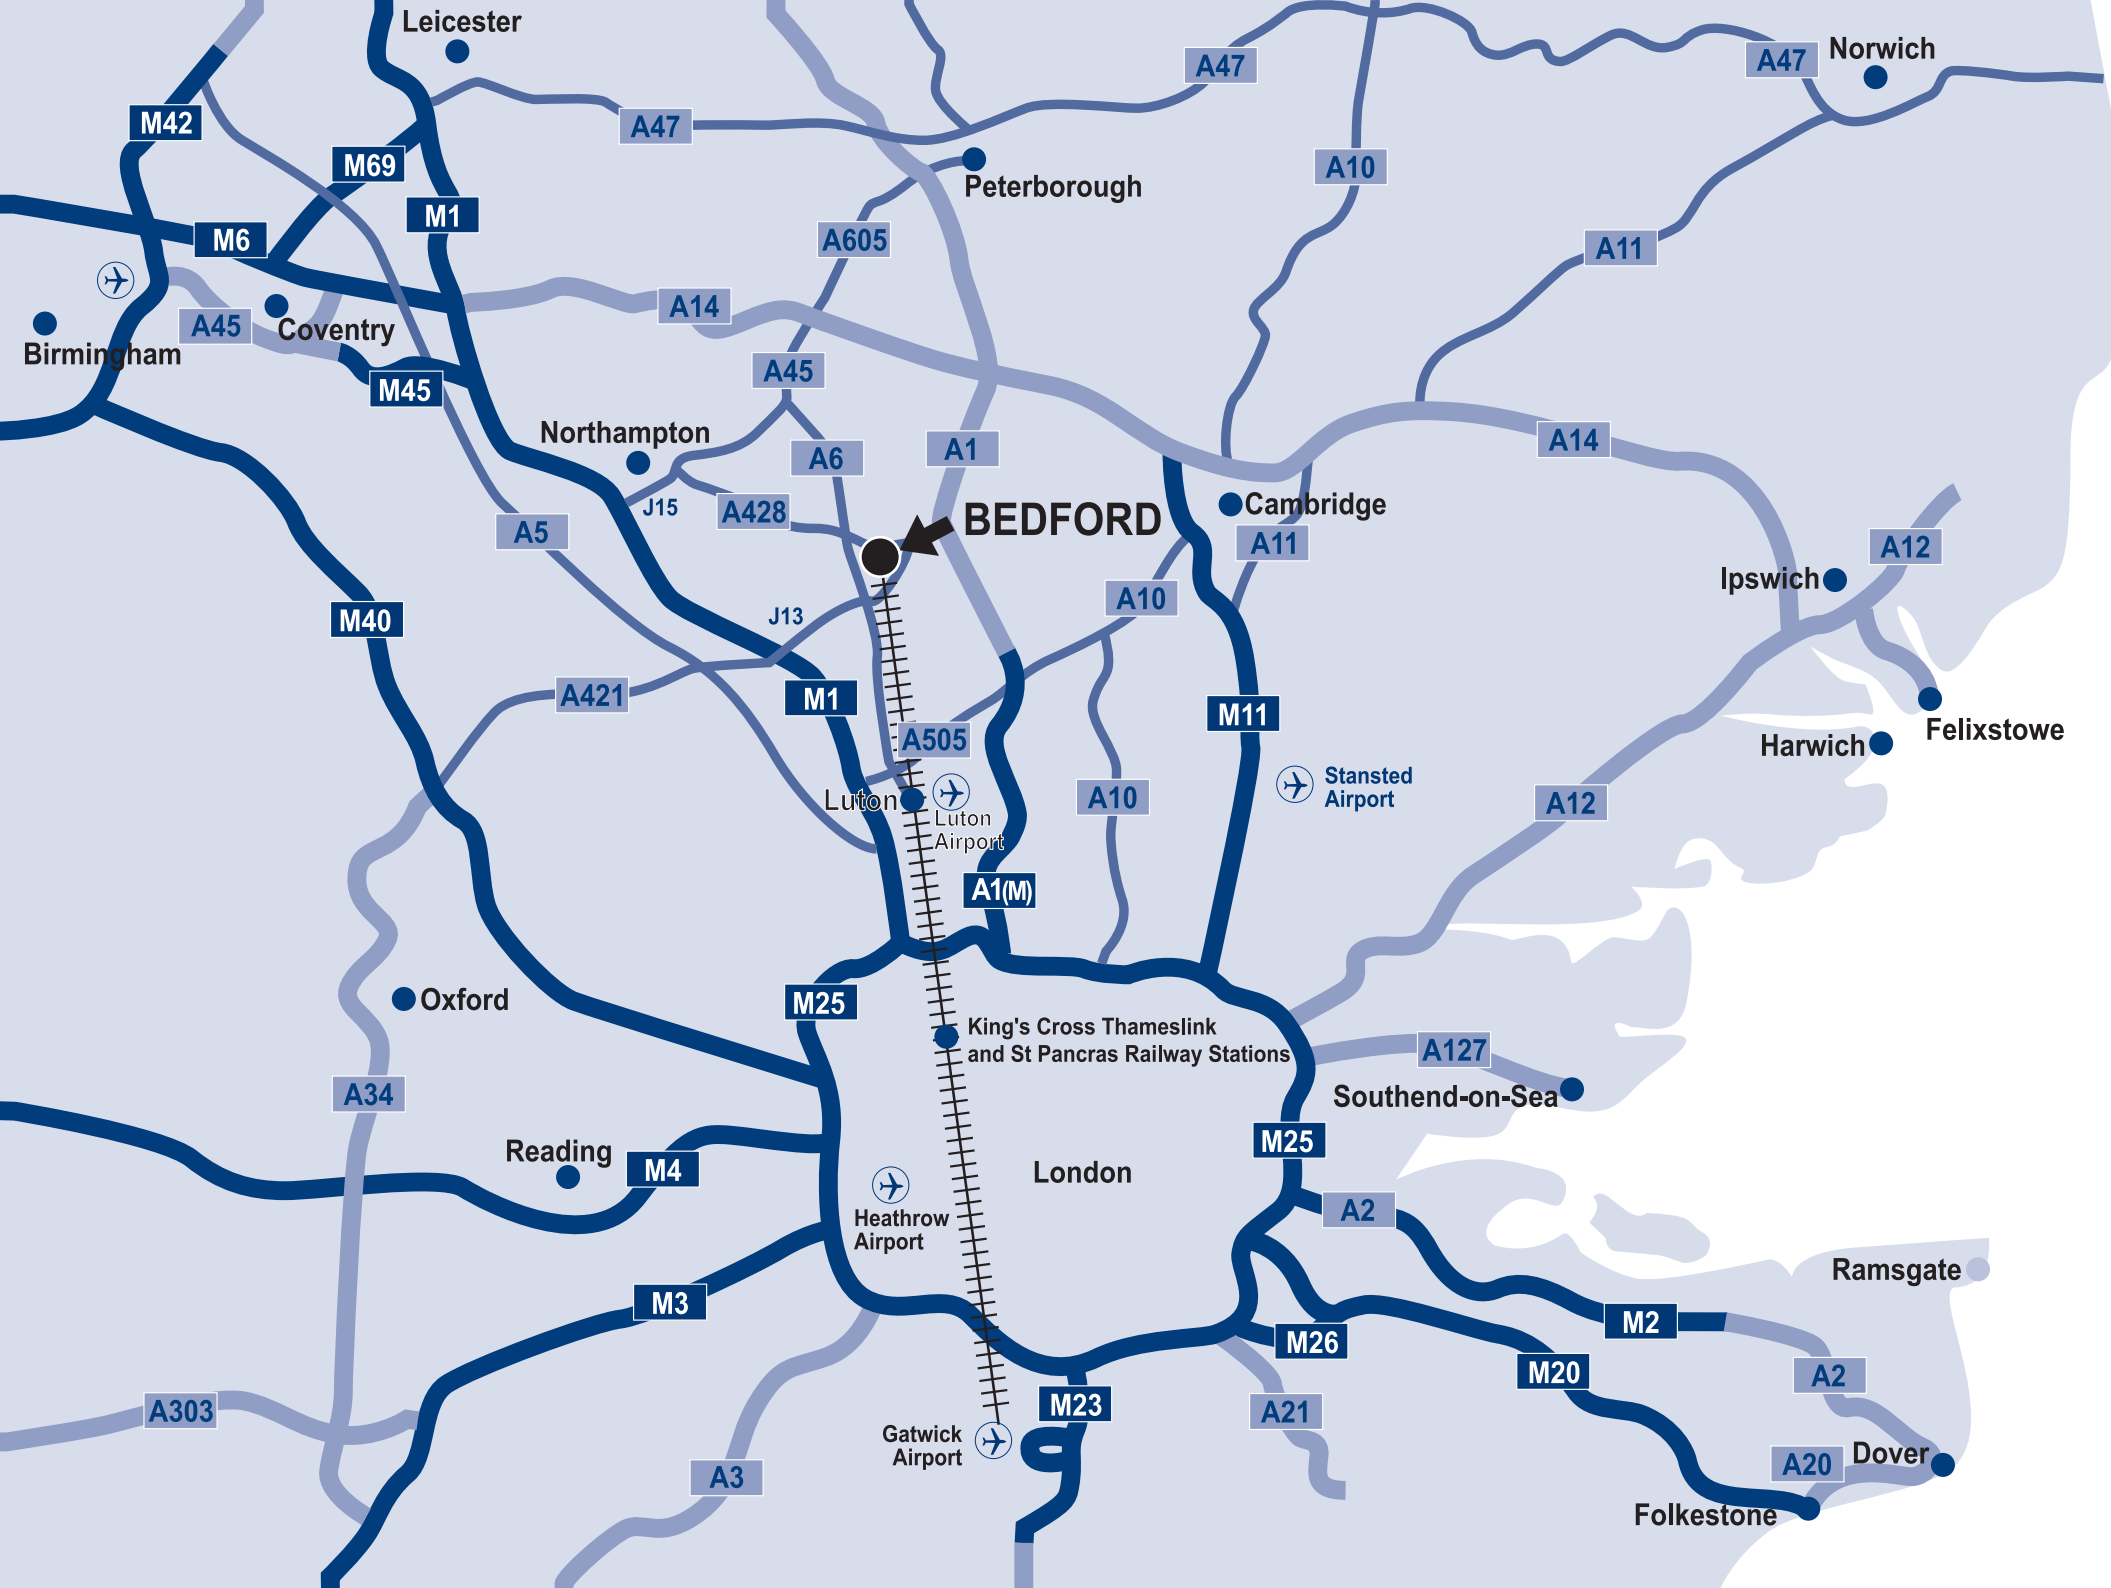 Leicester
Norwich
A47
A47
M42
A47
M69
A10
Peterborough
M1
M6
A605
A11
A14
A45
Coventry
Birmingham
A45
M45
Northampton
A1
A14
A6
J15
A428
BEDFORD
Cambridge
A5
A11
A12
Ipswich
A10
J13
M40
A421
M1
M11
Felixstowe
A505
Harwich
Stansted
Airport
Luton
A10
A12
Luton
Airport
A1(M)
Oxford
M25
King's Cross Thameslink
and St Pancras Railway Stations
A127
A34
Southend-on-Sea
M25
Reading
M4
London
Heathrow
Airport
A2
Ramsgate
M3
M2
M26
M20
A2
A303
M23
A21
Gatwick
Airport
Dover
A20
A3
Folkestone